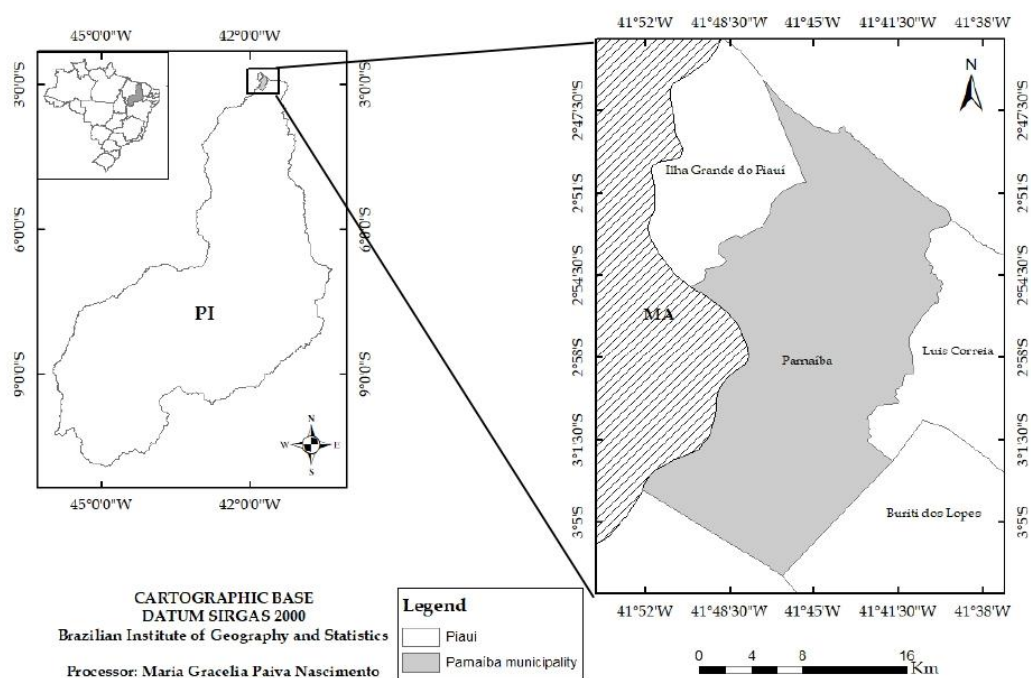 45°0'0"W 42°0'0"W
3°0'0"S
6°0'0"S
9°0'0"S
3°0'0"S
6°0'0"S
9°0'0"S
PI
N
W E
S
45°0'0"W 42°0'0"W
41°52'W 41°48'30"W 41°45'W 41°41'30"W 41°38'W
2°47'30"S
2°51'S
2°54'30"S
2°58'S
3°1'30"S
3°5'S
2°47'30"S
2°51'S
2°54'30"S
2°58'S
3°1'30"S
3°5'S
N
Ilha Grande do Piauí
MA
Parnaíba
Luis Correia
Buriti dos Lopes
41°52'W 41°48'30"W 41°45'W 41°41'30"W 41°38'W
CARTOGRAPHIC BASE
DATUM SIRGAS 2000
Brazilian Institute of Geography and Statistics
Processor: Maria Gracelia Paiva Nascimento
Legend
Piaui
Parnaíba municipality
0 4 8 16
Km